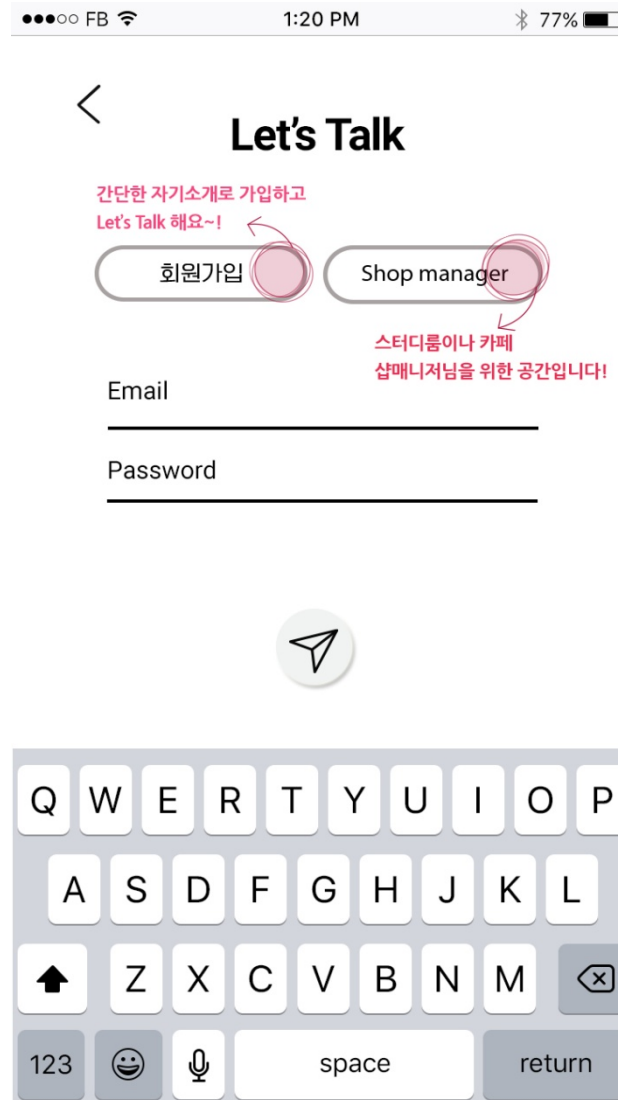 FB 1:20 PM 77%
Let's Talk
간단한 자기소개로 가입하고
Let's Talk 해요~!
회원가입 Shop manager
스터디룸이나 카페
샵매니저님을 위한 공간입니다!
Email
Password
Q W E R T Y U I O P
A S D F G H J K L
Z X C V B N M
123 space return